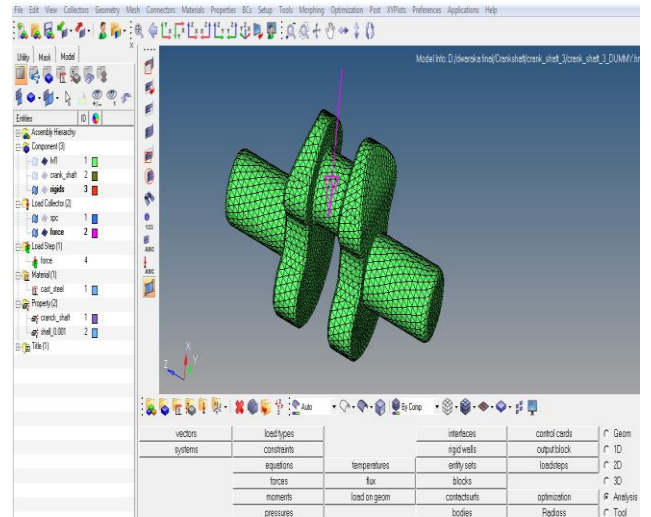 File Edit View Collectors Geometry Mesh Connectors Materials Properties BCs Setup Tools Morphing Optimization Post XYPlots Preferences Applications Help
Utility Mask Model
Model Info: D:/dwaraka final/Crankshaft/crank_shaft_3/crank_shaft_3_DUMMY.hm
Entities ID
Assembly Hierarchy
Component (3)
lvl1 1
crank_shaft 2
rigids 3
Load Collector (2)
spc 1
force 2
Load Step (1)
force 4
Material (1)
cast_steel 1
Property (2)
cranck_shaft 1
shell_0.001 2
Title (1)
123
ABC
ABC
X
Y
Z
Auto By Comp
vectors load types interfaces control cards Geom
systems constraints rigid walls output block 1D
equations temperatures entity sets loadsteps 2D
forces flux blocks 3D
moments load on geom contactsurfs optimization Analysis
pressures bodies Radioss Tool